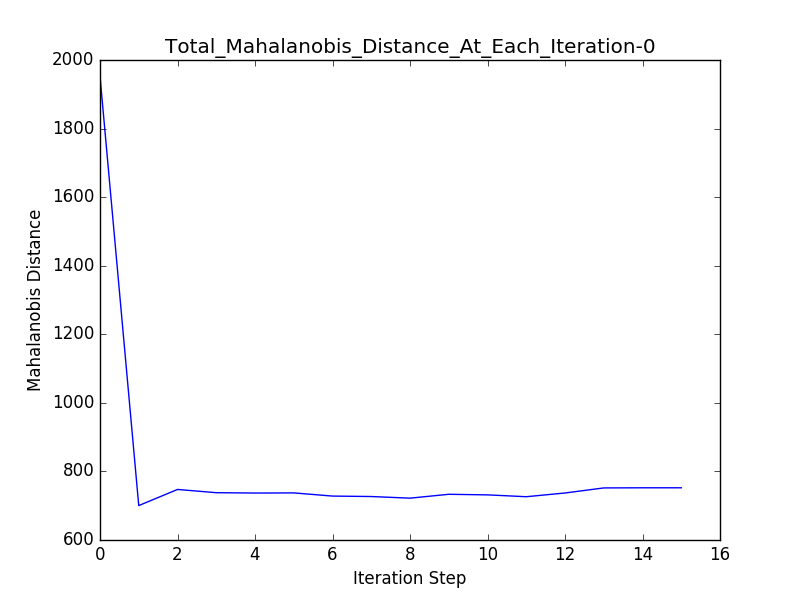 Total_Mahalanobis_Distance_At_Each_Iteration-0
2000
1800
1600
1400
1200
1000
800
600
Mahalanobis Distance
0 2 4 6 8 10 12 14 16
Iteration Step